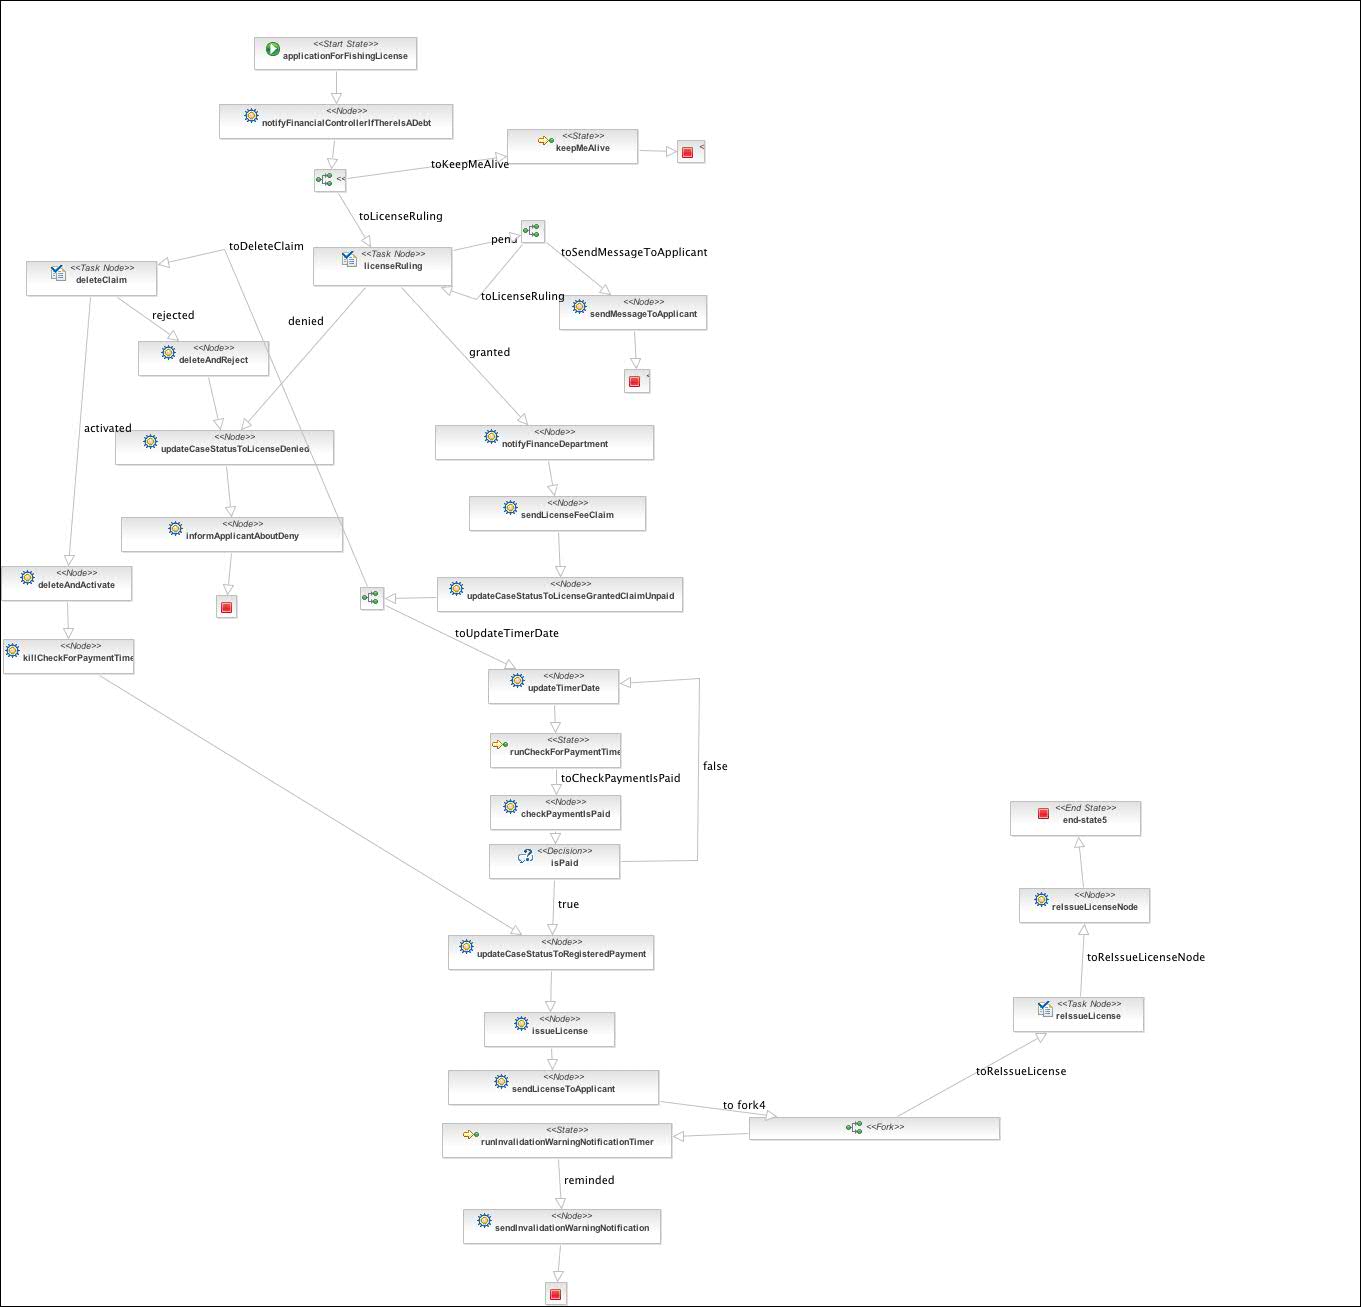 <<Start State>>
applicationForFishingLicense
<<Node>>
notifyFinancialControllerIfThereIsADebt
<<State>>
keepMeAlive
<
toKeepMeAlive
<<
toLicenseRuling
toDeleteClaim
pend
toSendMessageToApplicant
<<Task Node>>
licenseRuling
<<Task Node>>
deleteClaim
toLicenseRuling
<<Node>>
sendMessageToApplicant
rejected
denied
<<Node>>
deleteAndReject
granted
<
activated
<<Node>>
updateCaseStatusToLicenseDenied
<<Node>>
notifyFinanceDepartment
<<Node>>
sendLicenseFeeClaim
<<Node>>
informApplicantAboutDeny
<<Node>>
deleteAndActivate
<<Node>>
updateCaseStatusToLicenseGrantedClaimUnpaid
toUpdateTimerDate
<<Node>>
killCheckForPaymentTime
<<Node>>
updateTimerDate
<<State>>
runCheckForPaymentTime
false
toCheckPaymentIsPaid
<<Node>>
checkPaymentIsPaid
<<End State>>
end-state5
<<Decision>>
isPaid
true
<<Node>>
reIssueLicenseNode
<<Node>>
updateCaseStatusToRegisteredPayment
toReIssueLicenseNode
<<Node>>
issueLicense
<<Task Node>>
reIssueLicense
toReIssueLicense
<<Node>>
sendLicenseToApplicant
to fork4
<<Fork>>
<<State>>
runInvalidationWarningNotificationTimer
reminded
<<Node>>
sendInvalidationWarningNotification